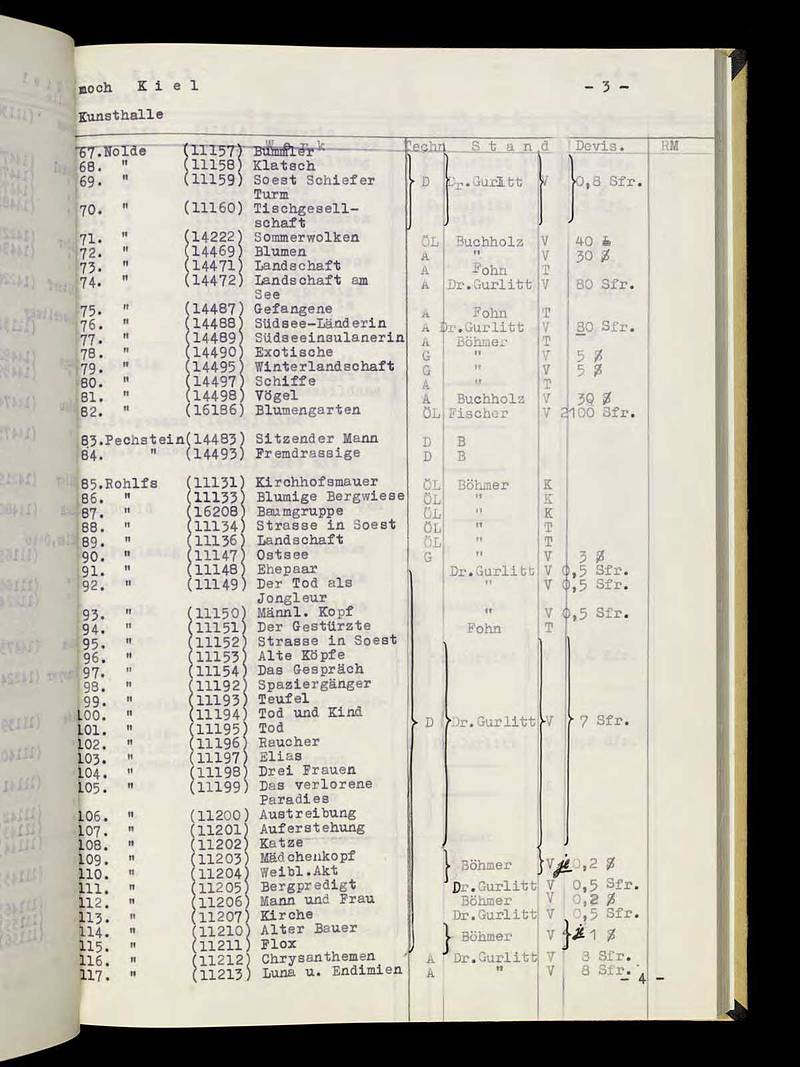 noch K i e l - 3 -
Kunsthalle
W e r k Techn S t a n d Devis. RM
67.Nolde (11157) Bummler
68. " (11158) Klatsch
69. " (11159) Soest Schiefer D Dr.Gurlitt V 0,8 Sfr.
Turm
70. " (11160) Tischgesell-
schaft
71. " (14222) Sommerwolken ÖL Buchholz V 40
72. " (14469) Blumen A " V 30 $
73. " (14471) Landschaft A Fohn T
74. " (14472) Landschaft am A Dr.Gurlitt V 80 Sfr.
See
75. " (14487) Gefangene A Fohn T
76. " (14488) Südsee-Länderin A Dr.Gurlitt V 80 Sfr.
77. " (14489) Südseeinsulanerin A Böhmer T
78. " (14490) Exotische G " V 5 $
79. " (14495) Winterlandschaft G " V 5 $
80. " (14497) Schiffe A " T
81. " (14498) Vögel A Buchholz V 30 $
82. " (16186) Blumengarten ÖL Fischer V 2100 Sfr.
83.Pechstein(14483) Sitzender Mann D B
84. " (14493) Fremdrassige D B
85.Rohlfs (11131) Kirchhofsmauer ÖL Böhmer K
86. " (11133) Blumige Bergwiese ÖL " K
87. " (16208) Baumgruppe ÖL " K
88. " (11134) Strasse in Soest ÖL " T
89. " (11136) Landschaft ÖL " T
90. " (11147) Ostsee G " V 3 $
91. " (11148) Ehepaar Dr.Gurlitt V 0,5 Sfr.
92. " (11149) Der Tod als " V 0,5 Sfr.
Jongleur
93. " (11150) Männl. Kopf " V 0,5 Sfr.
94. " (11151) Der Gestürzte Fohn T
95. " (11152) Strasse in Soest
96. " (11153) Alte Köpfe
97. " (11154) Das Gespräch
98. " (11192) Spaziergänger
99. " (11193) Teufel
100. " (11194) Tod und Kind
101. " (11195) Tod D Dr.Gurlitt V 7 Sfr.
102. " (11196) Raucher
103. " (11197) Elias
104. " (11198) Drei Frauen
105. " (11199) Das verlorene
Paradies
106. " (11200) Austreibung
107. " (11201) Auferstehung
108. " (11202) Katze
109. " (11203) Mädchenkopf Böhmer V je 0,2 $
110. " (11204) Weibl.Akt
111. " (11205) Bergpredigt Dr.Gurlitt V 0,5 Sfr.
112. " (11206) Mann und Frau Böhmer V 0,2 $
113. " (11207) Kirche Dr.Gurlitt V 0,5 Sfr.
114. " (11210) Alter Bauer Böhmer V je 1 $
115. " (11211) Flox
116. " (11212) Chrysanthemen A Dr.Gurlitt V 8 Sfr.
117. " (11213) Luna u. Endimien A " V 8 Sfr.
- 4 -